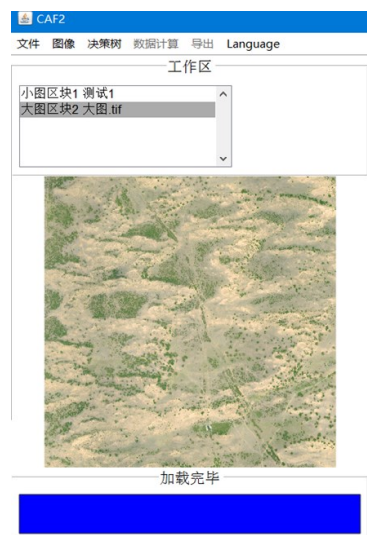 CAF2
文件 图像 决策树 数据计算 导出 Language
工作区
小图区块1 测试1
大图区块2 大图.tif
加载完毕